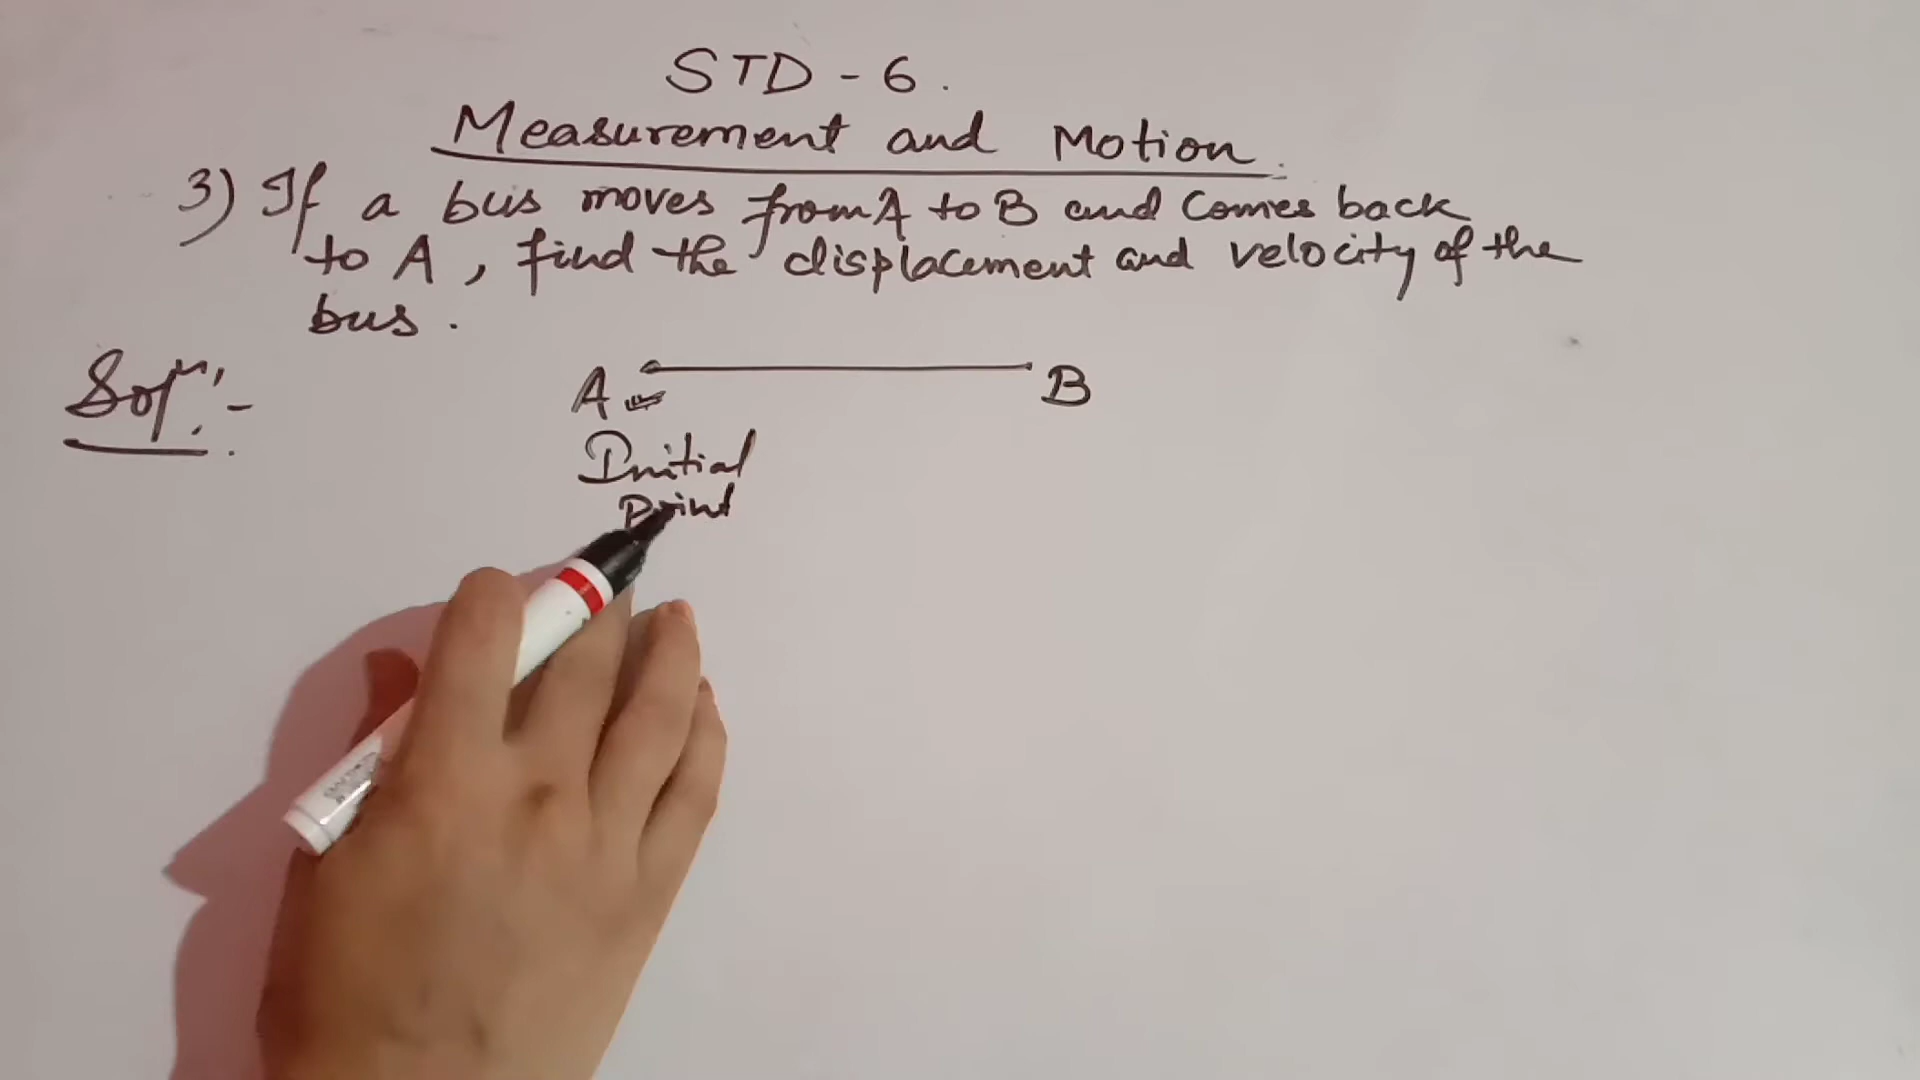 STD - 6.
Measurement and Motion.
3) If a bus moves from A to B and comes back
to A, find the displacement and velocity of the
bus.
Solⁿ:-
A B
Initial
Point